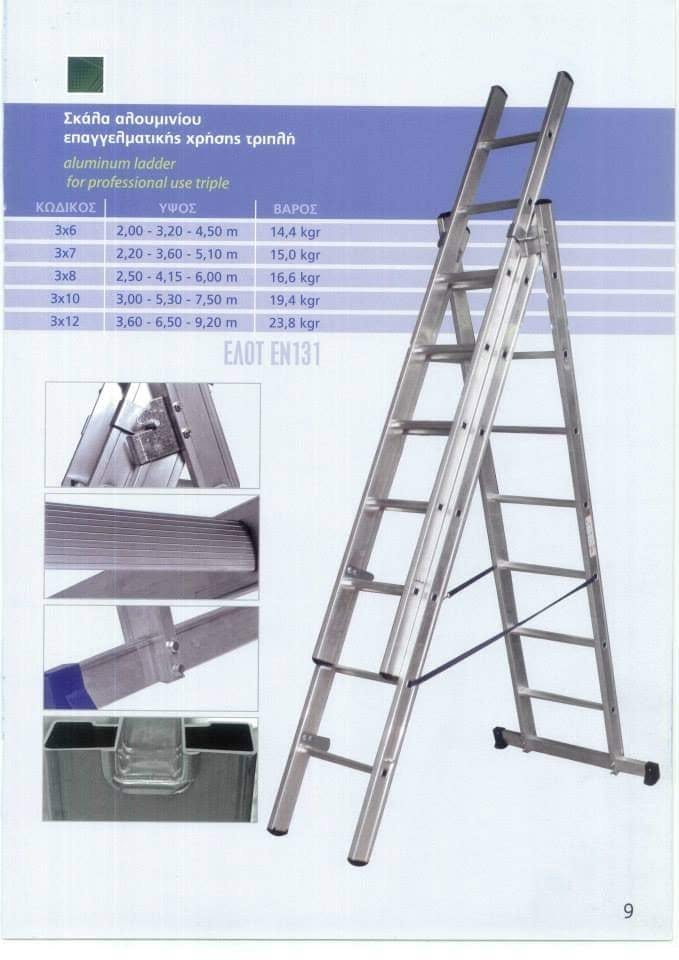 Σκάλα αλουμινίου
επαγγελματικής χρήσης τριπλή
aluminum ladder
for professional use triple
ΚΩΔΙΚΟΣ ΥΨΟΣ ΒΑΡΟΣ
3x6 2,00 - 3,20 - 4,50 m 14,4 kgr
3x7 2,20 - 3,60 - 5,10 m 15,0 kgr
3x8 2,50 - 4,15 - 6,00 m 16,6 kgr
3x10 3,00 - 5,30 - 7,50 m 19,4 kgr
3x12 3,60 - 6,50 - 9,20 m 23,8 kgr
ΕΛΟΤ EN131
9